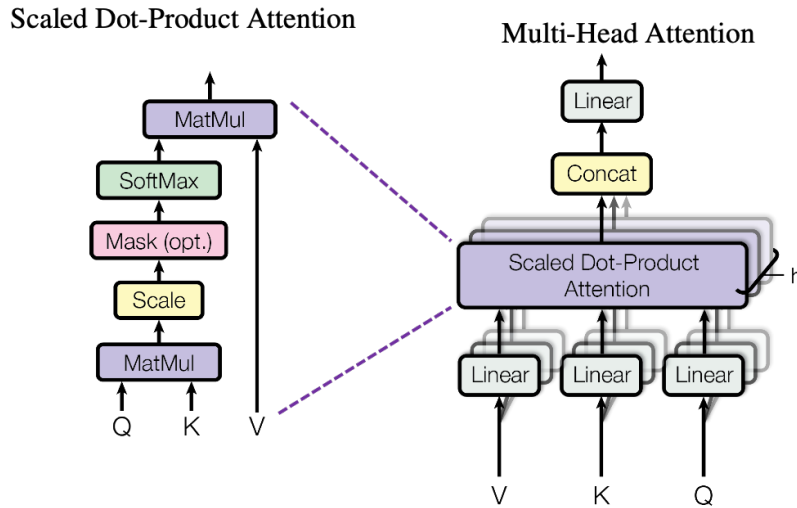 Scaled Dot-Product Attention
MatMul
SoftMax
Mask (opt.)
Scale
MatMul
Q K V
Multi-Head Attention
Linear
Concat
Scaled Dot-Product
Attention
h
Linear Linear Linear
V K Q